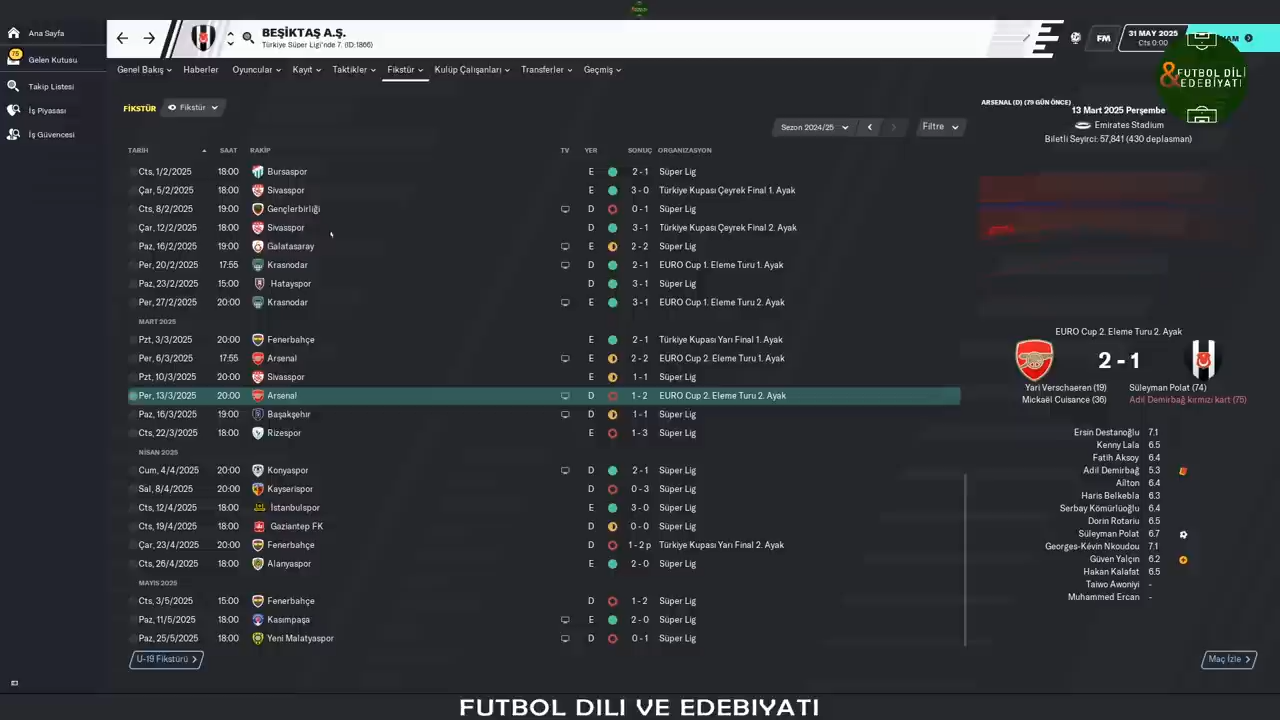 Ana Sayfa
75
Gelen Kutusu
Takip Listesi
İş Piyasası
İş Güvencesi
BEŞİKTAŞ A.Ş.
Türkiye Süper Ligi'nde 7. (ID:1866)
FM
31 MAY 2025
Cts 0:00
&FUTBOL DİLİ
EDEBİYATI
Genel Bakış Haberler Oyuncular Kayıt Taktikler Fikstür Kulüp Çalışanları Transferler Geçmiş
FİKSTÜR Fikstür
Sezon 2024/25 Filtre
TARİH SAAT RAKİP TV YER SONUÇ ORGANİZASYON
Cts, 1/2/2025 18:00 Bursaspor E 2 - 1 Süper Lig
Çar, 5/2/2025 18:00 Sivasspor E 3 - 0 Türkiye Kupası Çeyrek Final 1. Ayak
Cts, 8/2/2025 19:00 Gençlerbirliği D 0 - 1 Süper Lig
Çar, 12/2/2025 18:00 Sivasspor D 3 - 1 Türkiye Kupası Çeyrek Final 2. Ayak
Paz, 16/2/2025 19:00 Galatasaray E 2 - 2 Süper Lig
Per, 20/2/2025 17:55 Krasnodar D 2 - 1 EURO Cup 1. Eleme Turu 1. Ayak
Paz, 23/2/2025 15:00 Hatayspor D 3 - 1 Süper Lig
Per, 27/2/2025 20:00 Krasnodar E 3 - 1 EURO Cup 1. Eleme Turu 2. Ayak
MART 2025
Pzt, 3/3/2025 20:00 Fenerbahçe E 2 - 1 Türkiye Kupası Yarı Final 1. Ayak
Per, 6/3/2025 17:55 Arsenal E 2 - 2 EURO Cup 2. Eleme Turu 1. Ayak
Pzt, 10/3/2025 20:00 Sivasspor E 1 - 1 Süper Lig
Per, 13/3/2025 20:00 Arsenal D 1 - 2 EURO Cup 2. Eleme Turu 2. Ayak
Paz, 16/3/2025 19:00 Başakşehir D 1 - 1 Süper Lig
Cts, 22/3/2025 18:00 Rizespor E 1 - 3 Süper Lig
NİSAN 2025
Cum, 4/4/2025 20:00 Konyaspor D 2 - 1 Süper Lig
Sal, 8/4/2025 20:00 Kayserispor D 0 - 3 Süper Lig
Cts, 12/4/2025 18:00 İstanbulspor E 3 - 0 Süper Lig
Cts, 19/4/2025 18:00 Gaziantep FK D 0 - 0 Süper Lig
Çar, 23/4/2025 20:00 Fenerbahçe D 1 - 2 p Türkiye Kupası Yarı Final 2. Ayak
Cts, 26/4/2025 18:00 Alanyaspor E 2 - 0 Süper Lig
MAYIS 2025
Cts, 3/5/2025 15:00 Fenerbahçe D 1 - 2 Süper Lig
Paz, 11/5/2025 18:00 Kasımpaşa E 2 - 0 Süper Lig
Paz, 25/5/2025 18:00 Yeni Malatyaspor D 0 - 1 Süper Lig
U-19 Fikstürü
ARSENAL (D) (79 GÜN ÖNCE)
13 Mart 2025 Perşembe
Emirates Stadium
Biletli Seyirci: 57,841 (430 deplasman)
EURO Cup 2. Eleme Turu 2. Ayak
2 - 1
Yari Verschaeren (19) Süleyman Polat (74)
Mickaël Cuisance (36) Adil Demirbağ kırmızı kart (75)
Ersin Destanoğlu 7.1
Kenny Lala 6.5
Fatih Aksoy 6.4
Adil Demirbağ 5.3
Aílton 6.4
Haris Belkebla 6.3
Serbay Kömürlüoğlu 6.4
Dorin Rotariu 6.5
Süleyman Polat 6.7
Georges-Kévin Nkoudou 7.1
Güven Yalçın 6.2
Hakan Kalafat 6.5
Taiwo Awoniyi -
Muhammed Ercan -
Maç İzle
FUTBOL DILI VE EDEBIYATI